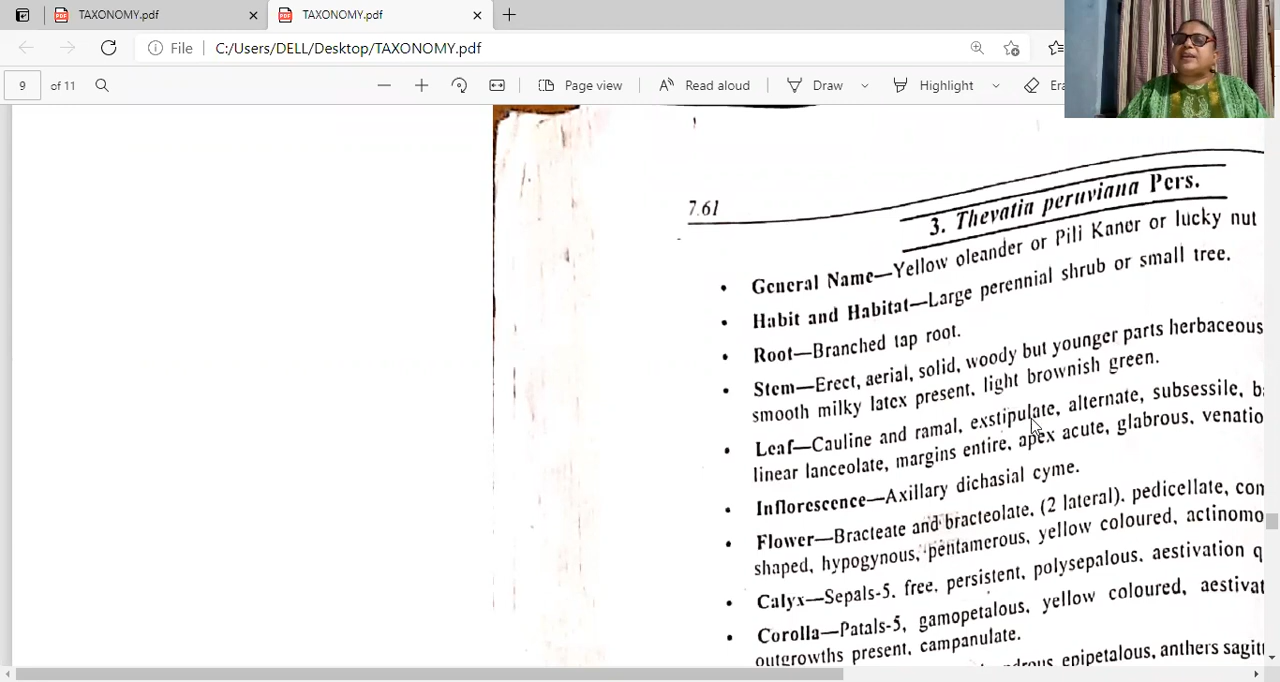 TAXONOMY.pdf
TAXONOMY.pdf
File
C:/Users/DELL/Desktop/TAXONOMY.pdf
9 of 11
Page view
Read aloud
Draw
Highlight
Era
7.61
3. Thevatia peruviana Pers.
• General Name—Yellow oleander or Pili Kaner or lucky nut
• Habit and Habitat—Large perennial shrub or small tree.
• Root—Branched tap root.
• Stem—Erect, aerial, solid, woody but younger parts herbaceous
smooth milky latex present, light brownish green.
• Leaf—Cauline and ramal, exstipulate, alternate, subsessile, b
linear lanceolate, margins entire, apex acute, glabrous, venatio
• Inflorescence—Axillary dichasial cyme.
• Flower—Bracteate and bracteolate, (2 lateral). pedicellate, con
shaped, hypogynous, pentamerous, yellow coloured, actinomo
• Calyx—Sepals-5. free. persistent, polysepalous. aestivation q
• Corolla—Patals-5, gamopetalous, yellow coloured, aestivat
outgrowths present, campanulate.
epipetalous, anthers sagitt